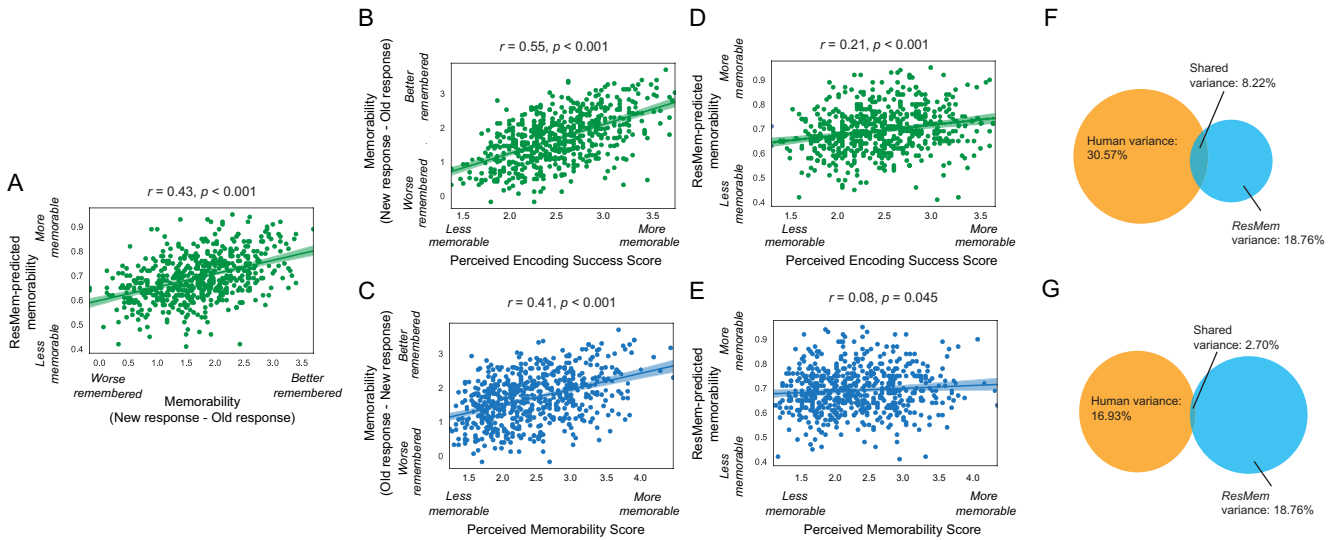 A
r = 0.43, p < 0.001
ResMem-predicted
memorability
Less
memorable
More
memorable
0.9
0.8
0.7
0.6
0.5
0.4
0.0
0.5
1.0
1.5
2.0
2.5
3.0
3.5
Worse
remembered
Better
remembered
Memorability
(New response - Old response)
B
r = 0.55, p < 0.001
Memorability
(New response - Old response)
Worse
remembered
Better
remembered
3
2
1
0
1.5
2.0
2.5
3.0
3.5
Less
memorable
More
memorable
Perceived Encoding Success Score
C
r = 0.41, p < 0.001
Memorability
(Old response - New response)
Worse
remembered
Better
remembered
3
2
1
0
1.5
2.0
2.5
3.0
3.5
4.0
Less
memorable
More
memorable
Perceived Memorability Score
D
r = 0.21, p < 0.001
ResMem-predicted
memorability
Less
memorable
More
memorable
0.9
0.8
0.7
0.6
0.5
0.4
1.5
2.0
2.5
3.0
3.5
Less
memorable
More
memorable
Perceived Encoding Success Score
E
r = 0.08, p = 0.045
ResMem-predicted
memorability
Less
memorable
More
memorable
0.9
0.8
0.7
0.6
0.5
0.4
1.5
2.0
2.5
3.0
3.5
4.0
Less
memorable
More
memorable
Perceived Memorability Score
F
Shared
variance: 8.22%
Human variance:
30.57%
ResMem
variance: 18.76%
G
Shared
variance: 2.70%
Human variance:
16.93%
ResMem
variance: 18.76%